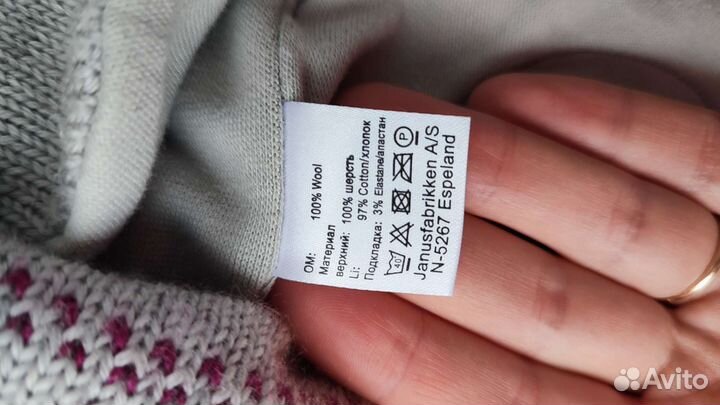 OM: 100% Wool
Материал
верхний: 100% шерсть
Li: 97% Cotton/хлопок
Подкладка: 3% Elastane/эластан
40 P
Janusfabrikken A/S
N-5267 Espeland
Avito